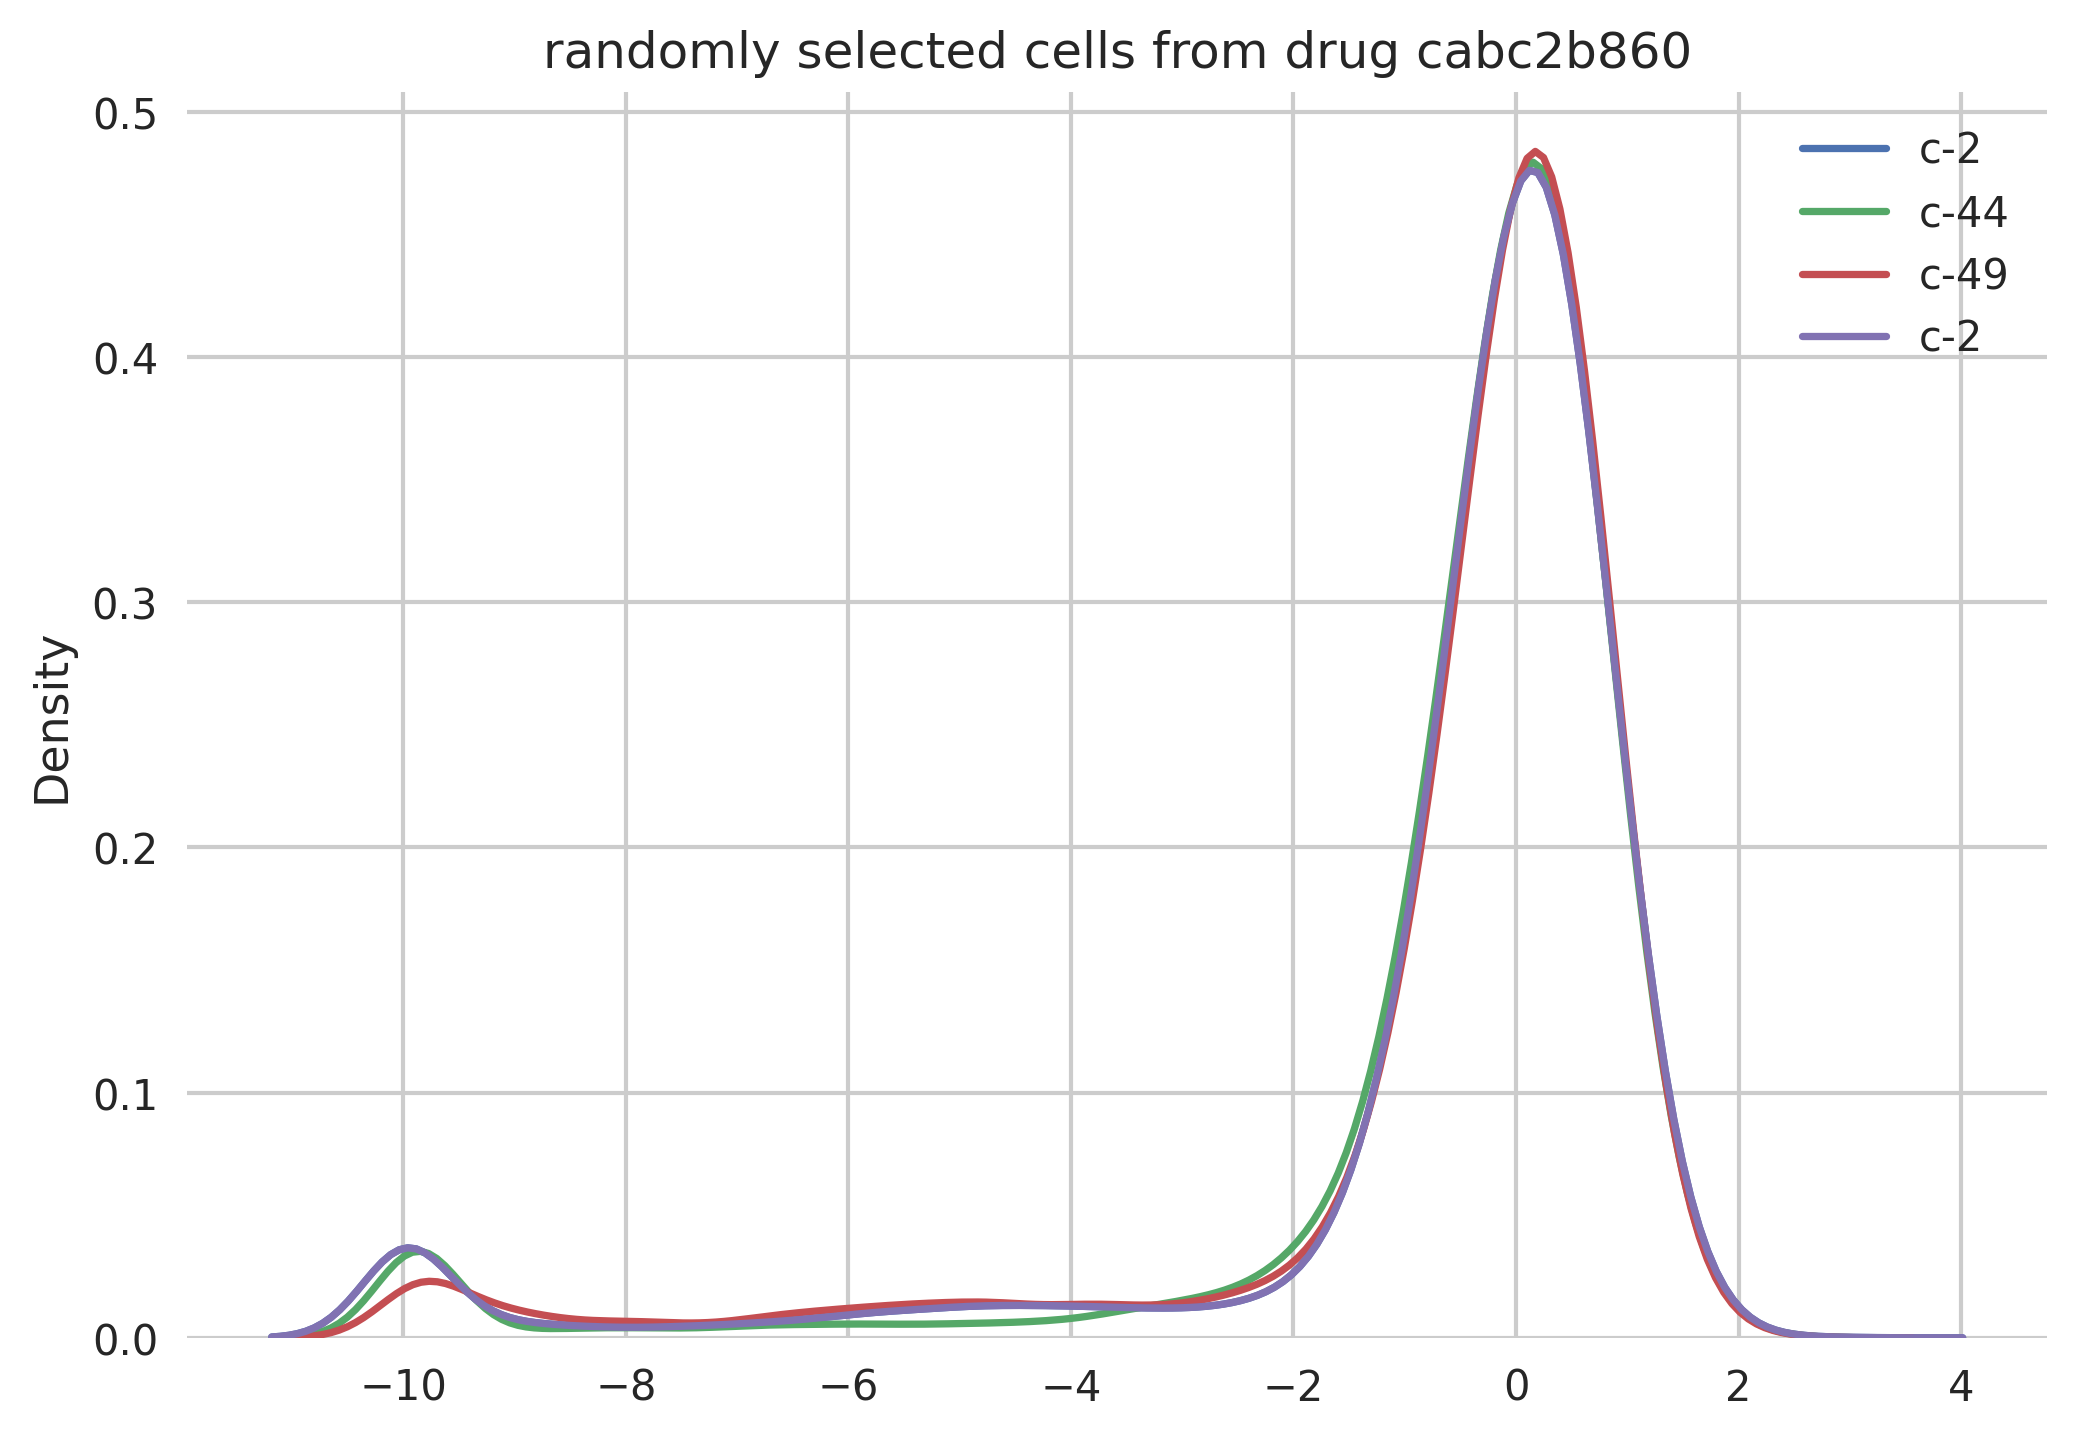 randomly selected cells from drug cabc2b860
0.5
0.4
0.3
0.2
0.1
0.0
Density
c-2
c-44
c-49
c-2
−10 −8 −6 −4 −2 0 2 4